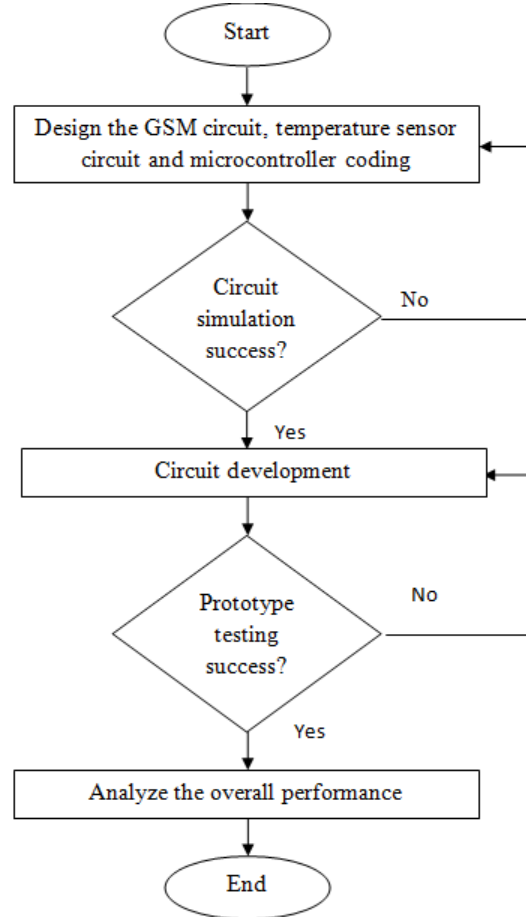 Start
Design the GSM circuit, temperature sensor
circuit and microcontroller coding
Circuit
simulation
success?
No
Yes
Circuit development
Prototype
testing
success?
No
Yes
Analyze the overall performance
End